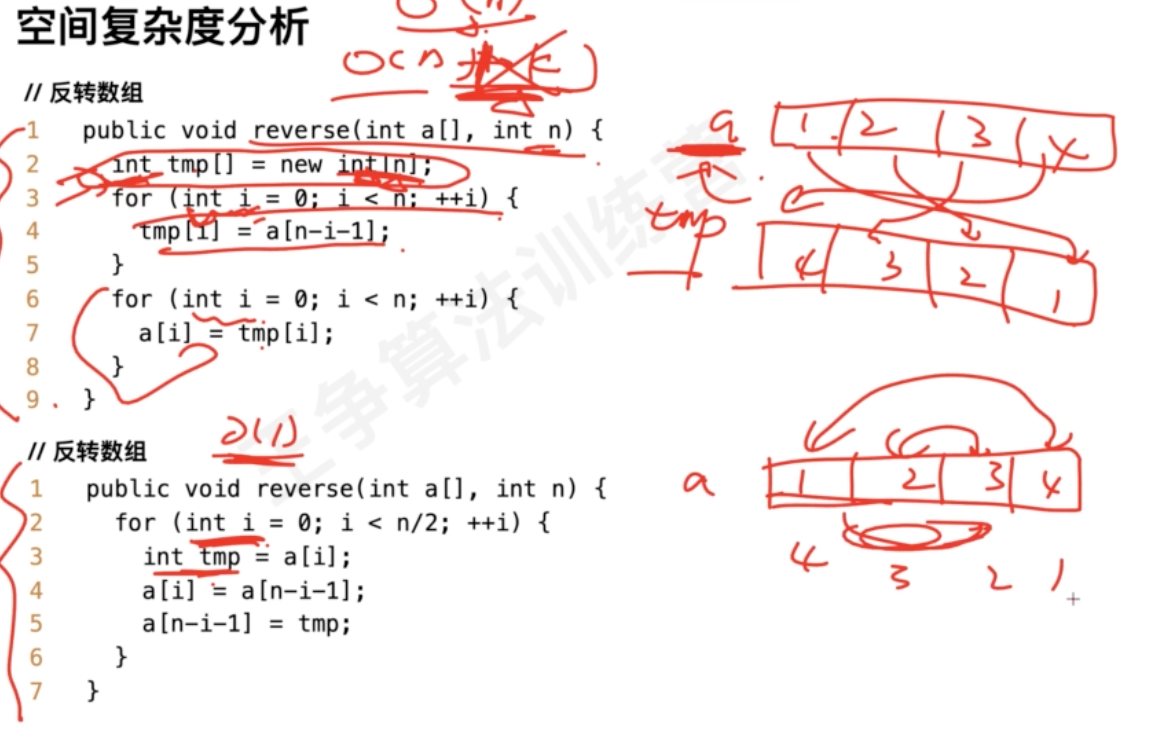 空间复杂度分析
O(n)
O(n
// 反转数组
1 public void reverse(int a[], int n) {
2 int tmp[] = new int[n];
3 for (int i = 0; i < n; ++i) {
4 tmp[i] = a[n-i-1];
5 }
6 for (int i = 0; i < n; ++i) {
7 a[i] = tmp[i];
8 }
9 }
a 1 2 3 4
tmp 4 3 2 1
// 反转数组
O(1)
1 public void reverse(int a[], int n) {
2 for (int i = 0; i < n/2; ++i) {
3 int tmp = a[i];
4 a[i] = a[n-i-1];
5 a[n-i-1] = tmp;
6 }
7 }
a 1 2 3 4
4 3 2 1
王争算法训练营